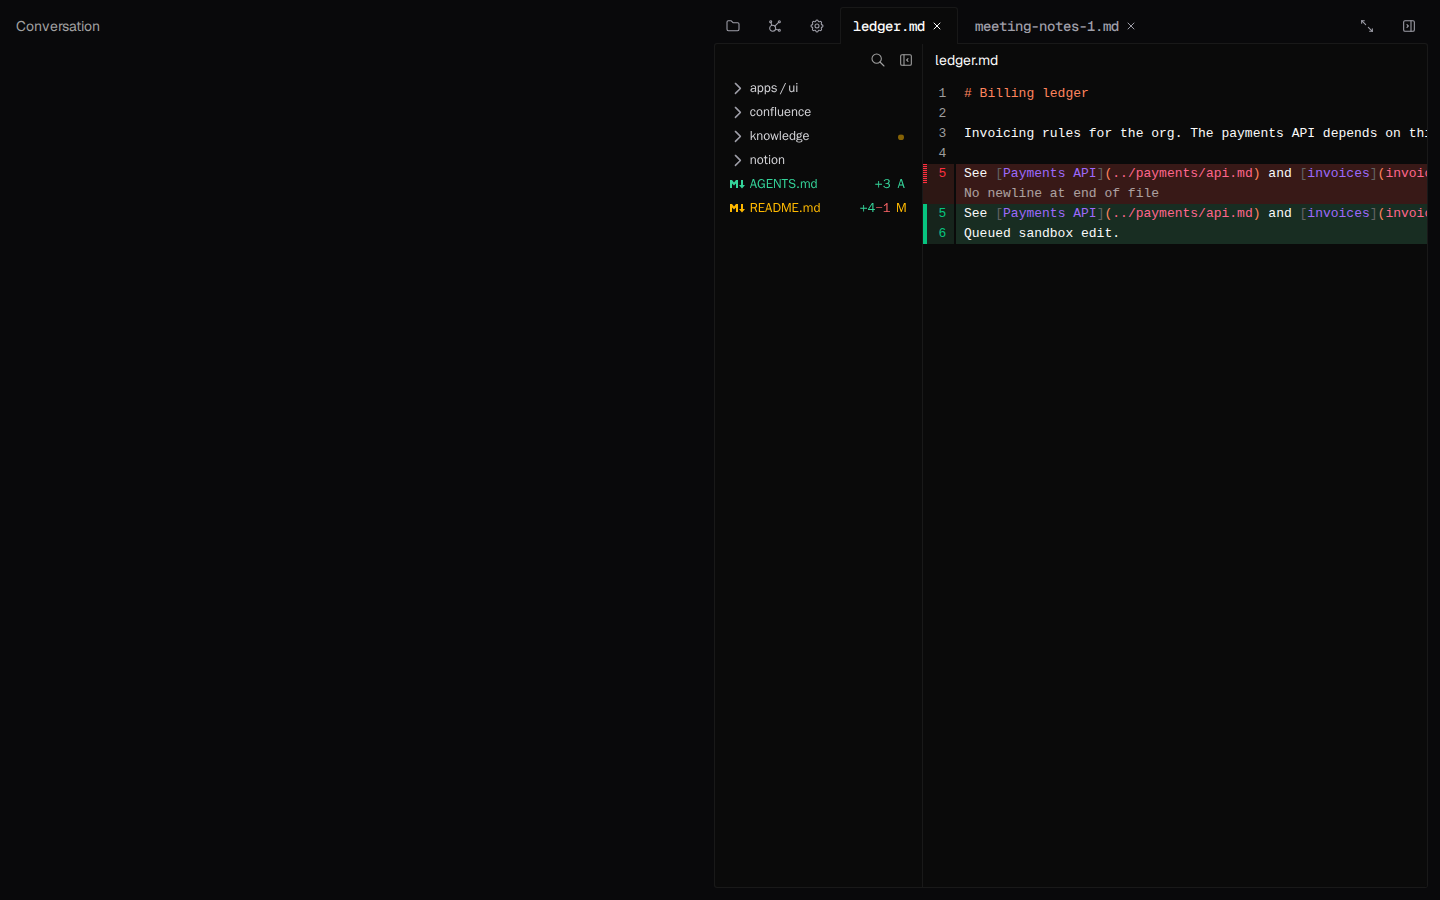 Conversation
ledger.md
meeting-notes-1.md
ledger.md
apps / ui
confluence
knowledge
notion
AGENTS.md +3 A
README.md +4-1 M
1 # Billing ledger
2
3 Invoicing rules for the org. The payments API depends on
4
5 See [Payments API](../payments/api.md) and [invoices](
No newline at end of file
5 See [Payments API](../payments/api.md) and [invoices](
6 Queued sandbox edit.